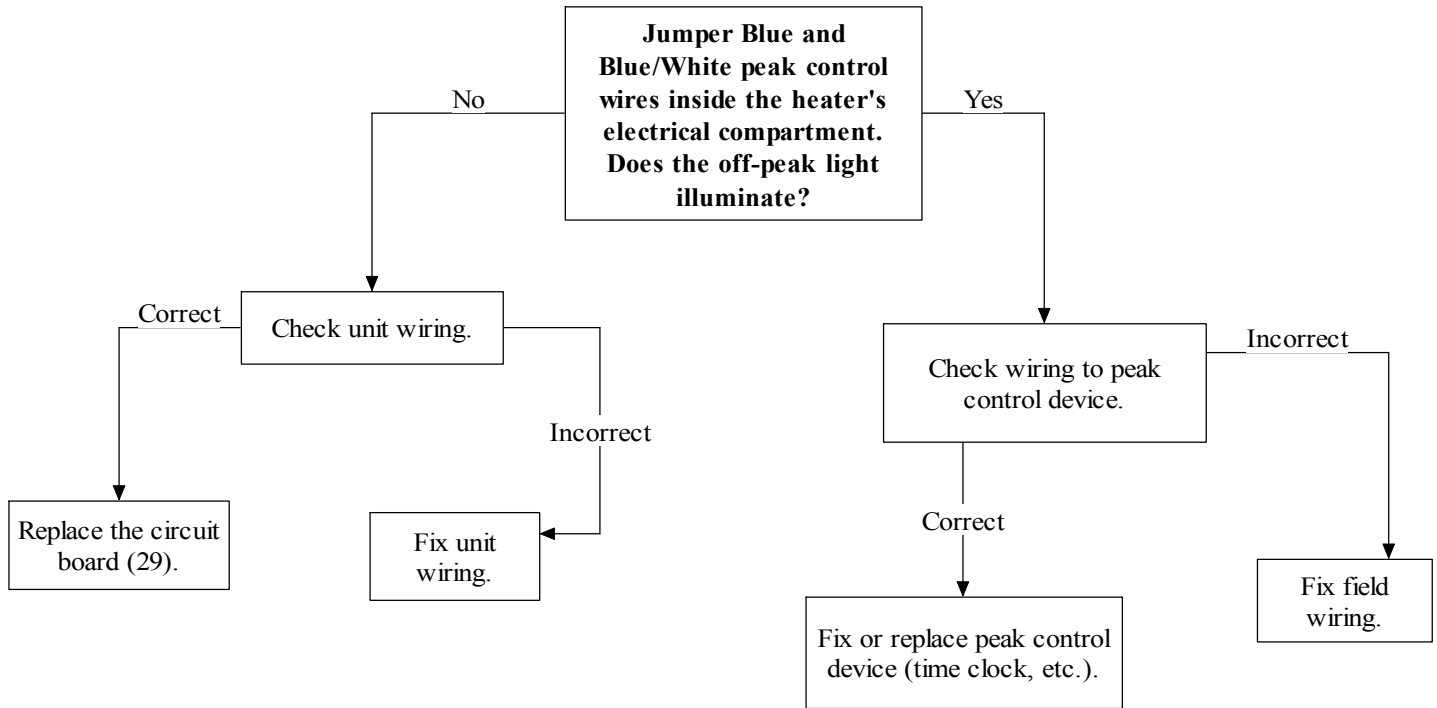 Jumper Blue and
Blue/White peak control
wires inside the heater's
electrical compartment.
Does the off-peak light
illuminate?
No
Yes
Correct
Check unit wiring.
Incorrect
Replace the circuit
board (29).
Fix unit
wiring.
Check wiring to peak
control device.
Incorrect
Correct
Fix or replace peak control
device (time clock, etc.).
Fix field
wiring.